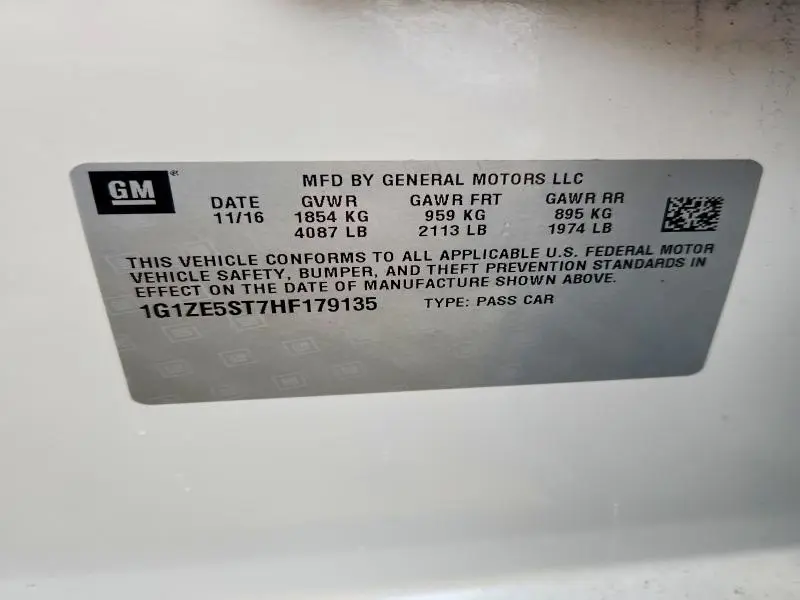 GM®
MFD BY GENERAL MOTORS LLC
DATE GVWR GAWR FRT GAWR RR
11/16 1854 KG 959 KG 895 KG
4087 LB 2113 LB 1974 LB
THIS VEHICLE CONFORMS TO ALL APPLICABLE U.S. FEDERAL MOTOR
VEHICLE SAFETY, BUMPER, AND THEFT PREVENTION STANDARDS IN
EFFECT ON THE DATE OF MANUFACTURE SHOWN ABOVE.
1G1ZE5ST7HF179135 TYPE: PASS CAR